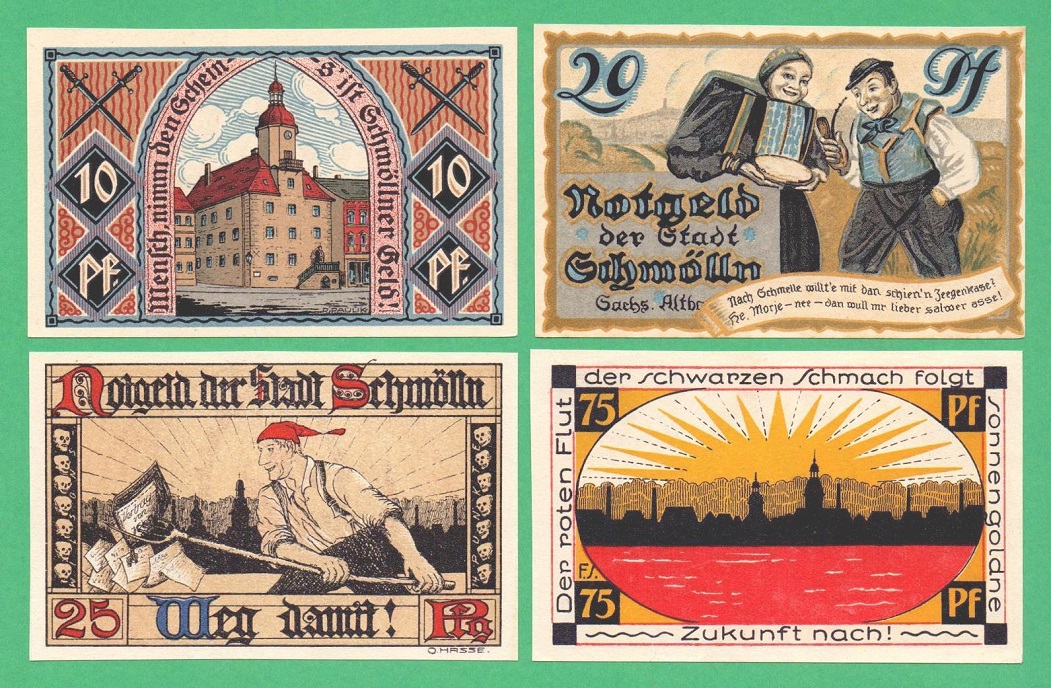 Mensch, nimm den Schein-
S' ist Schmöllner Geld!
10
10
Pf.
Pf.
R. PAULIK
20 Pf
Notgeld
der Stadt
Schmölln
Sachs. Altb
Nach Schmelle willt'e mit dan schien'n Zeegenkase?
He, Morje – nee – dan wull mr lieber salwer asse!
Notgeld der Stadt Schmölln
25 Weg damit! Pfg
O. HASSE.
Der roten Flut
der schwarzen Schmach folgt
sonnengoldne
Zukunft nach!
75 Pf
F.S.
75 Pf